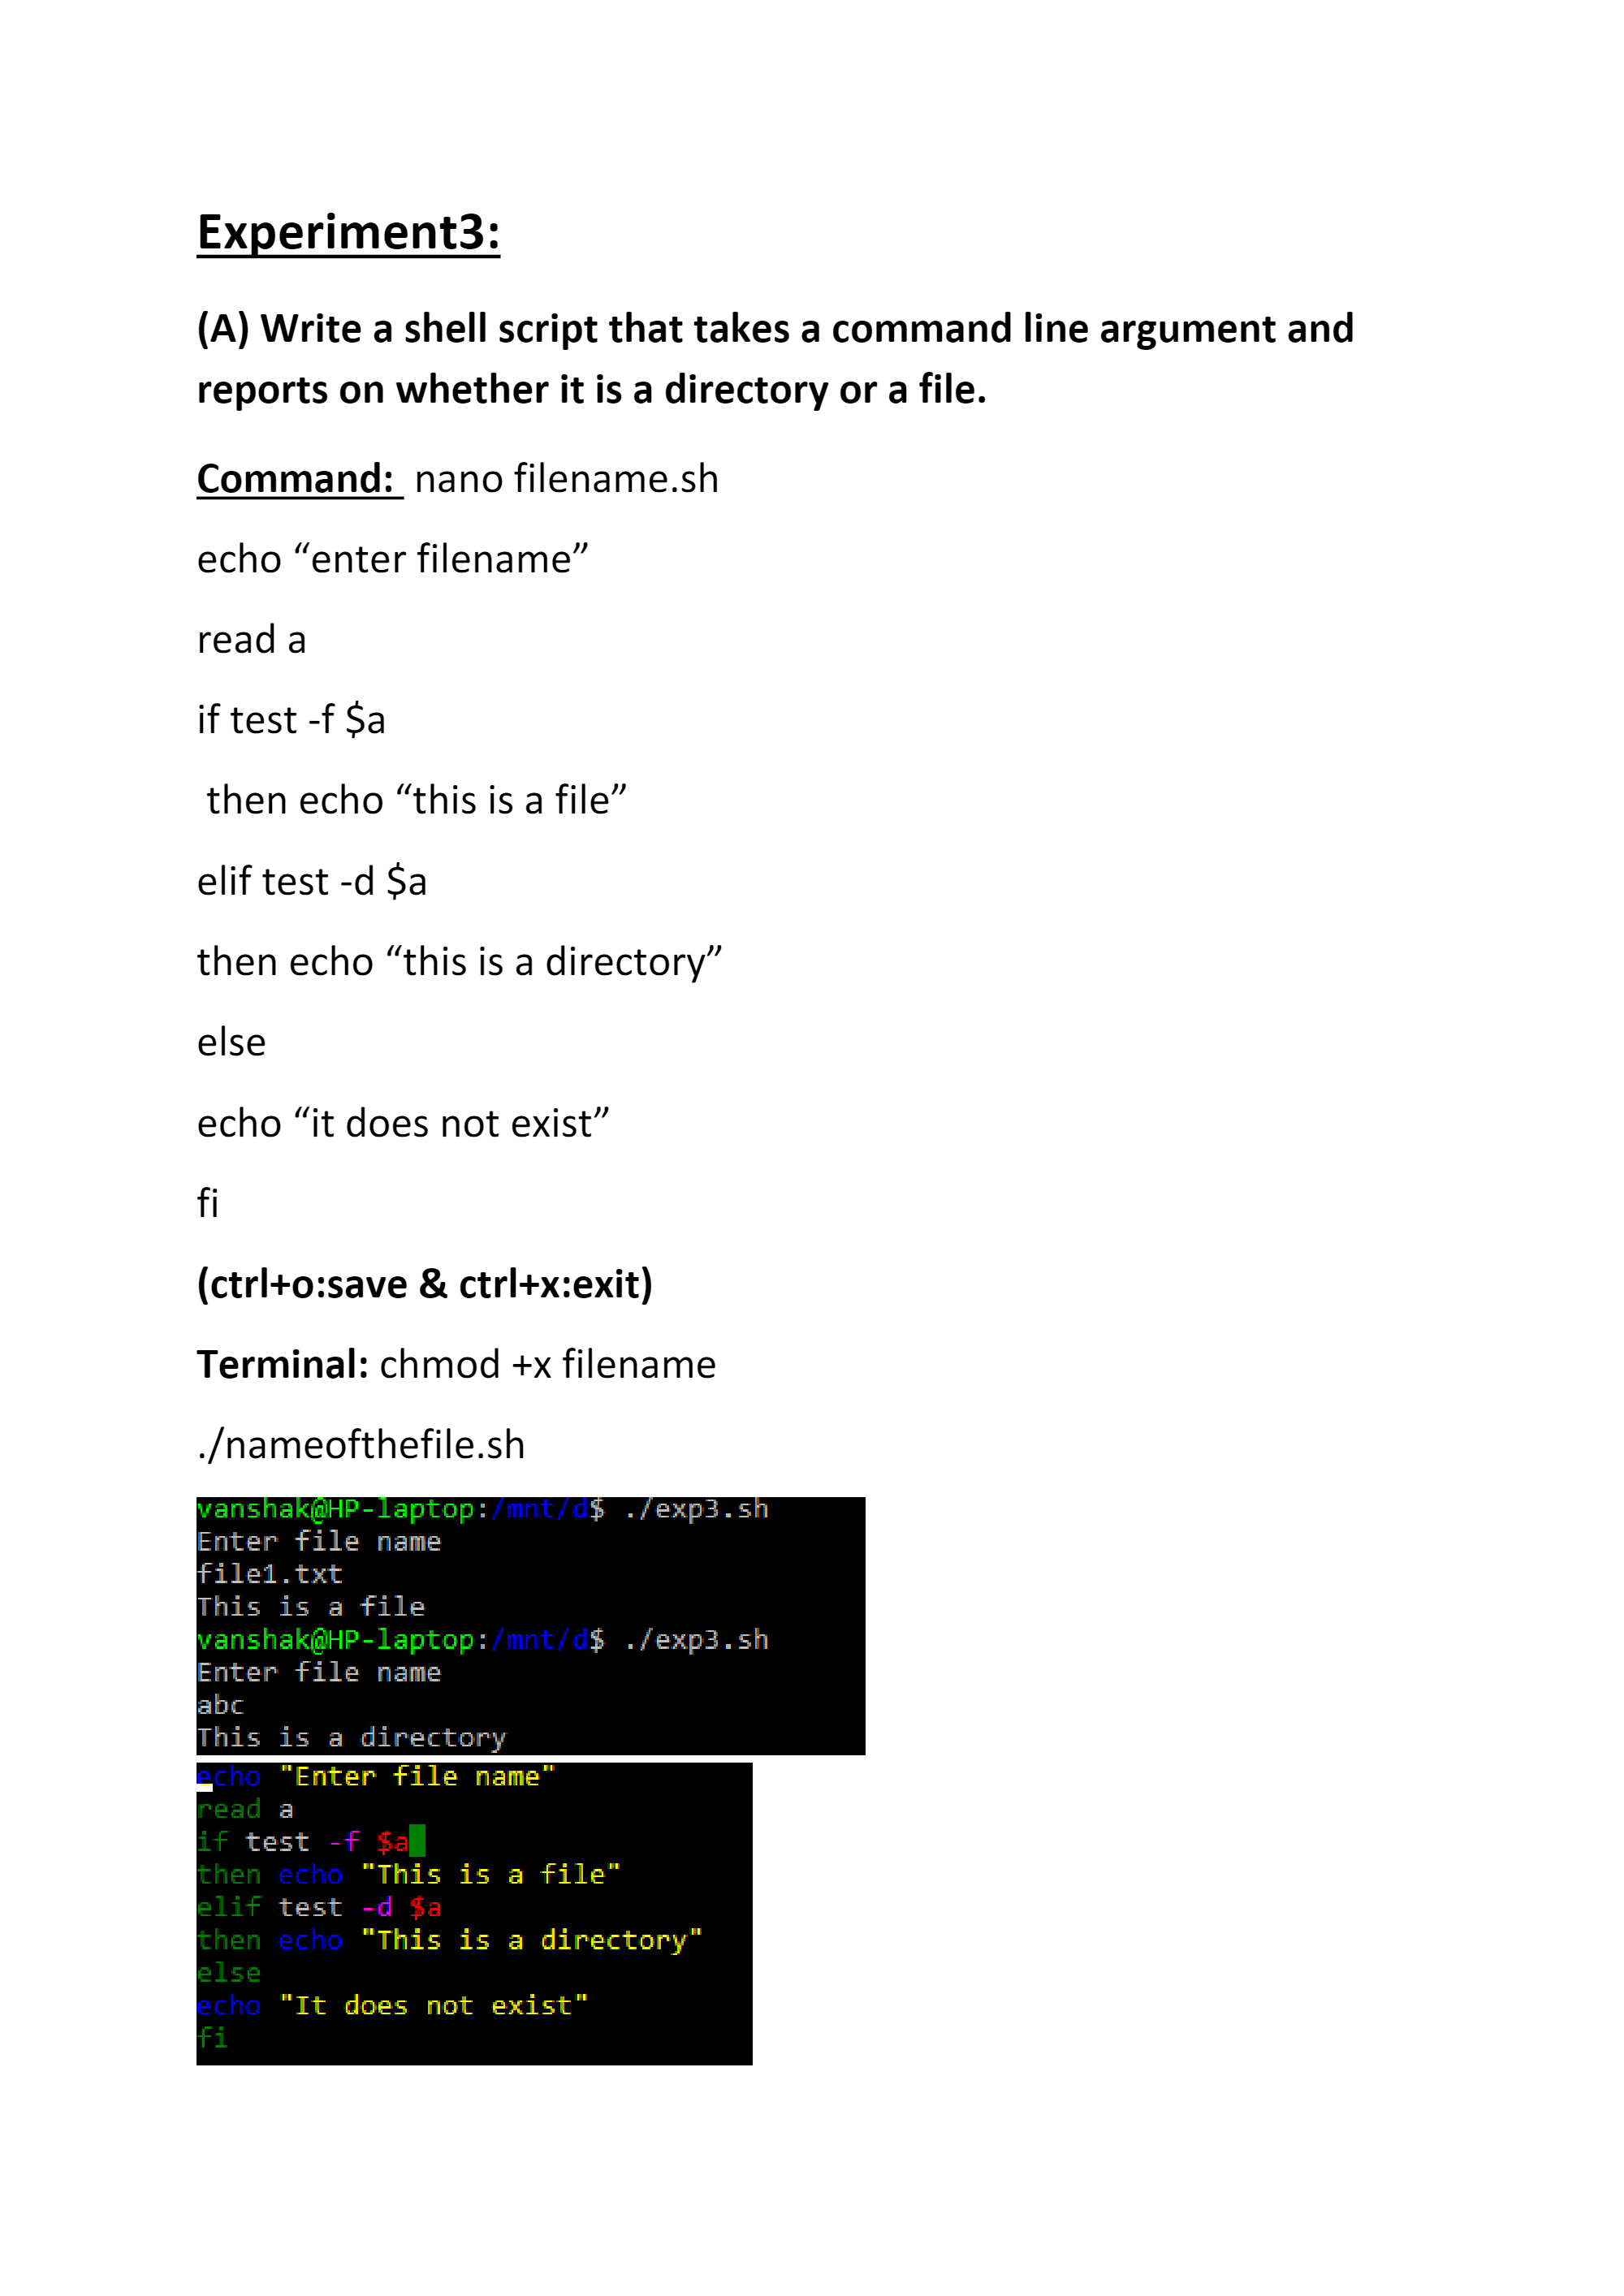 Experiment3:
(A) Write a shell script that takes a command line argument and
reports on whether it is a directory or a file.
Command:  nano filename.sh
echo “enter filename”
read a
if test -f $a
 then echo “this is a file”
elif test -d $a
then echo “this is a directory”
else
echo “it does not exist”
fi
(ctrl+o:save & ctrl+x:exit)
Terminal: chmod +x filename
./nameofthefile.sh
vanshak@HP-laptop:/mnt/d$ ./exp3.sh
Enter file name
file1.txt
This is a file
vanshak@HP-laptop:/mnt/d$ ./exp3.sh
Enter file name
abc
This is a directory
echo "Enter file name"
read a
if test -f $a
then echo "This is a file"
elif test -d $a
then echo "This is a directory"
else
echo "It does not exist"
fi